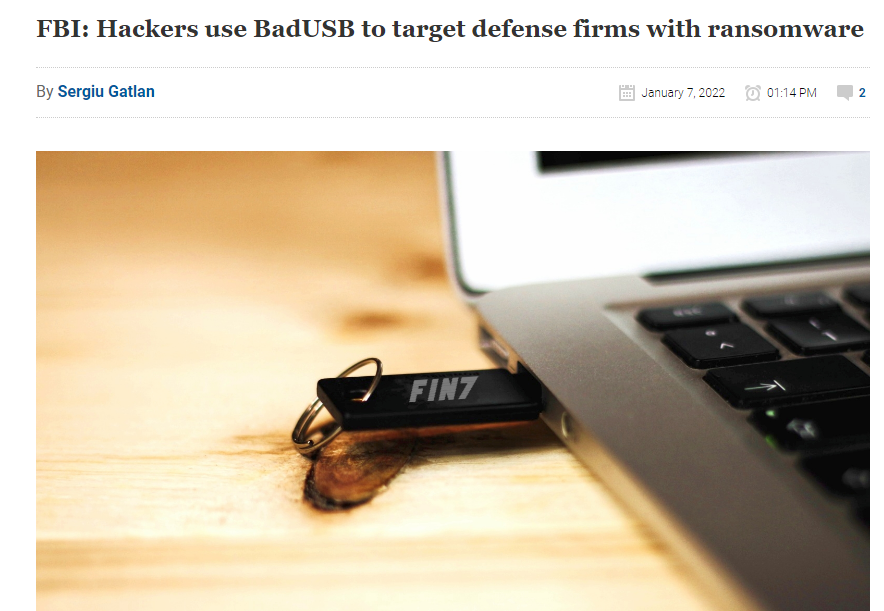 FBI: Hackers use BadUSB to target defense firms with ransomware
By Sergiu Gatlan
January 7, 2022
01:14 PM
2
esc
FIN7